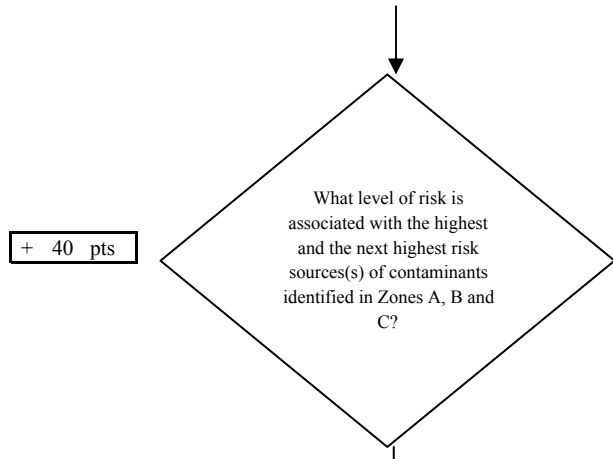 What level of risk is
associated with the highest
and the next highest risk
sources(s) of contaminants
identified in Zones A, B and
C?
+ 40 pts